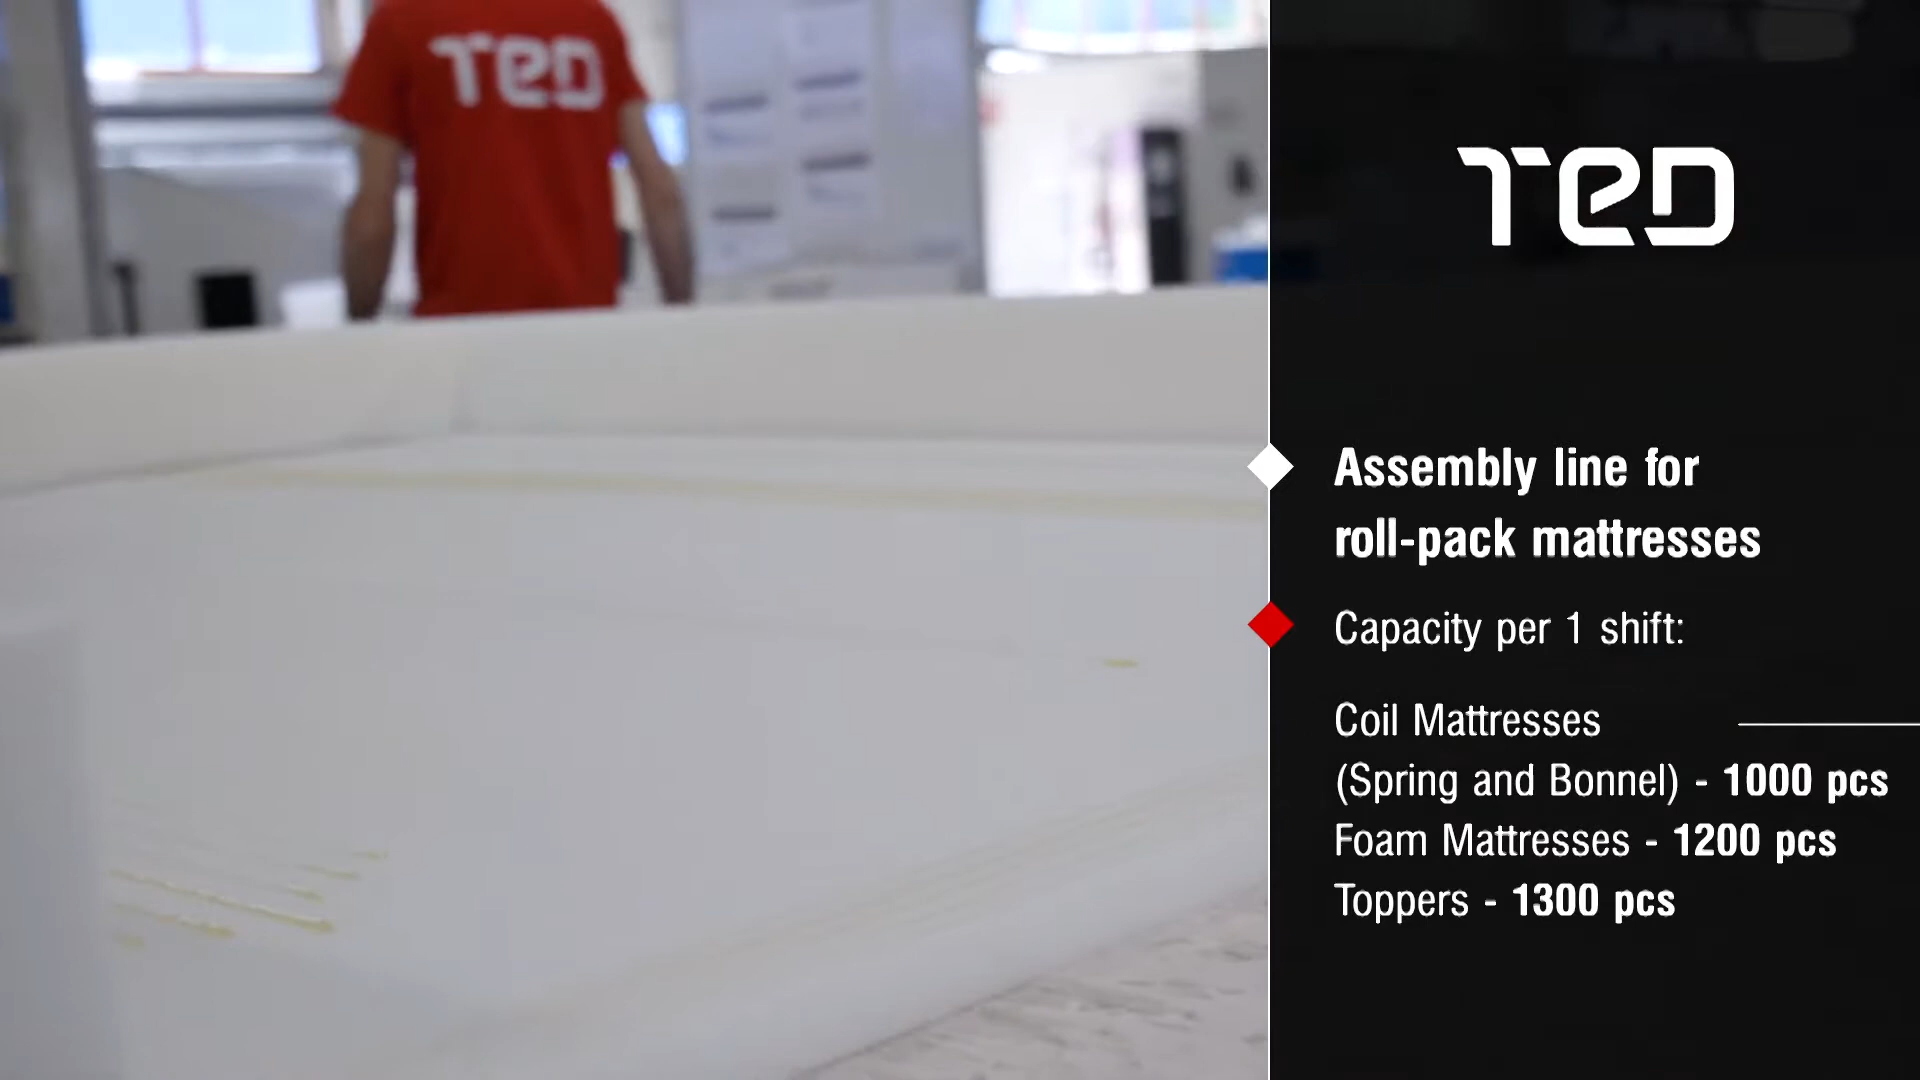 TED
TED
Assembly line for
roll-pack mattresses
Capacity per 1 shift:
Coil Mattresses
(Spring and Bonnel) - 1000 pcs
Foam Mattresses - 1200 pcs
Toppers - 1300 pcs